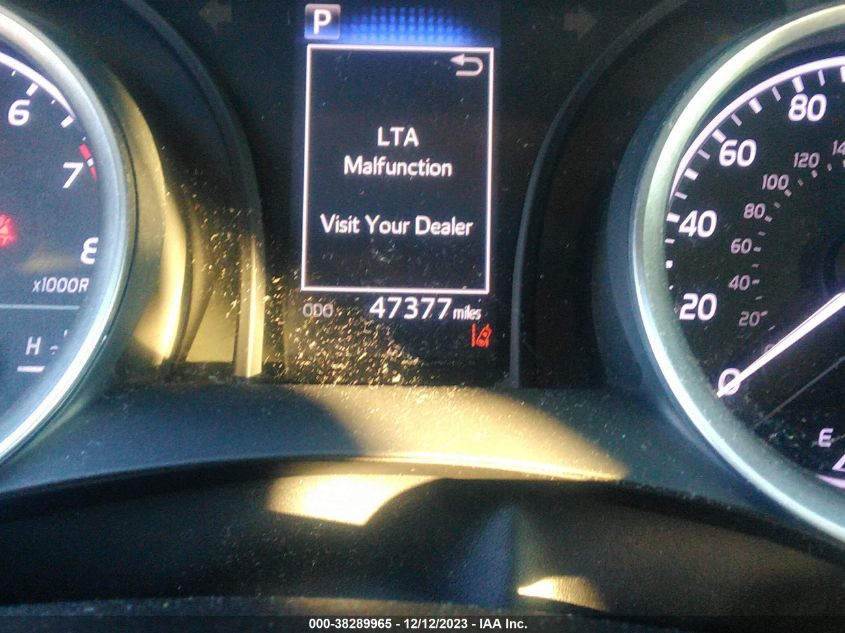 P
LTA
Malfunction
Visit Your Dealer
ODO 47377 miles
6
7
8
x1000R
H
80
60
40
20
0
120
100
80
60
40
20
E
000-38289965 - 12/12/2023 - IAA Inc.